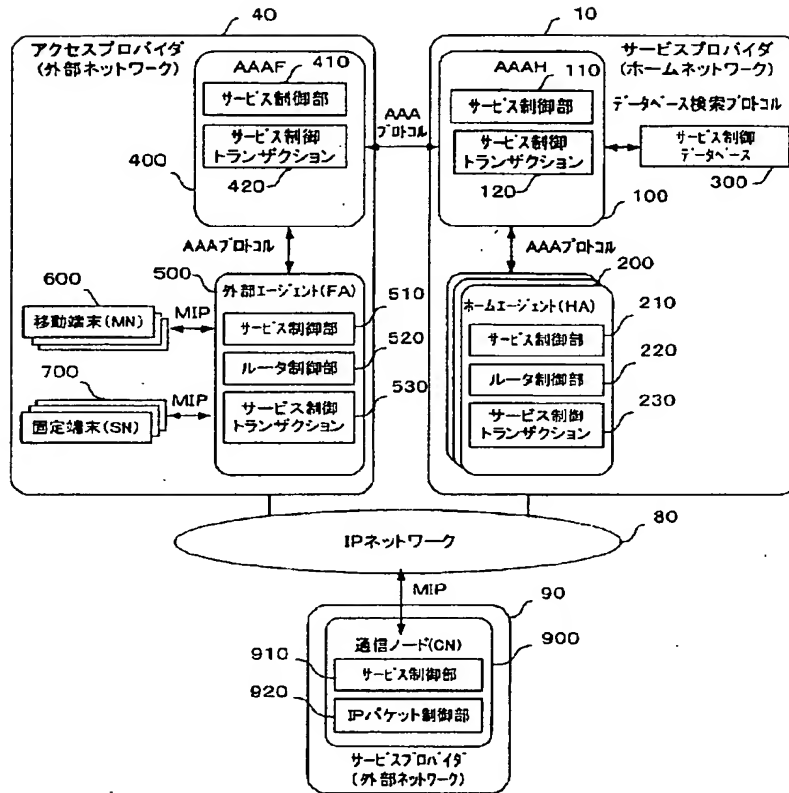 40
アクセスプロバイダ
(外部ネットワーク)
AAAF
410
サービス制御部
サービス制御
トランザクション
420
400
AAA
プロトコル
10
サービスプロバイダ
(ホームネットワーク)
AAAH
110
サービス制御部
サービス制御
トランザクション
120
100
データベース検索プロトコル
サービス制御
データベース
300
AAAプロトコル
AAAプロトコル
500
外部エージェント(FA)
510
サービス制御部
520
ルータ制御部
530
サービス制御
トランザクション
600
移動端末(MN)
MIP
700
固定端末(SN)
MIP
200
ホームエージェント(HA)
210
サービス制御部
220
ルータ制御部
230
サービス制御
トランザクション
80
IPネットワーク
MIP
90
通信ノード(CN)
900
910
サービス制御部
920
IPパケット制御部
サービスプロバイダ
(外部ネットワーク)